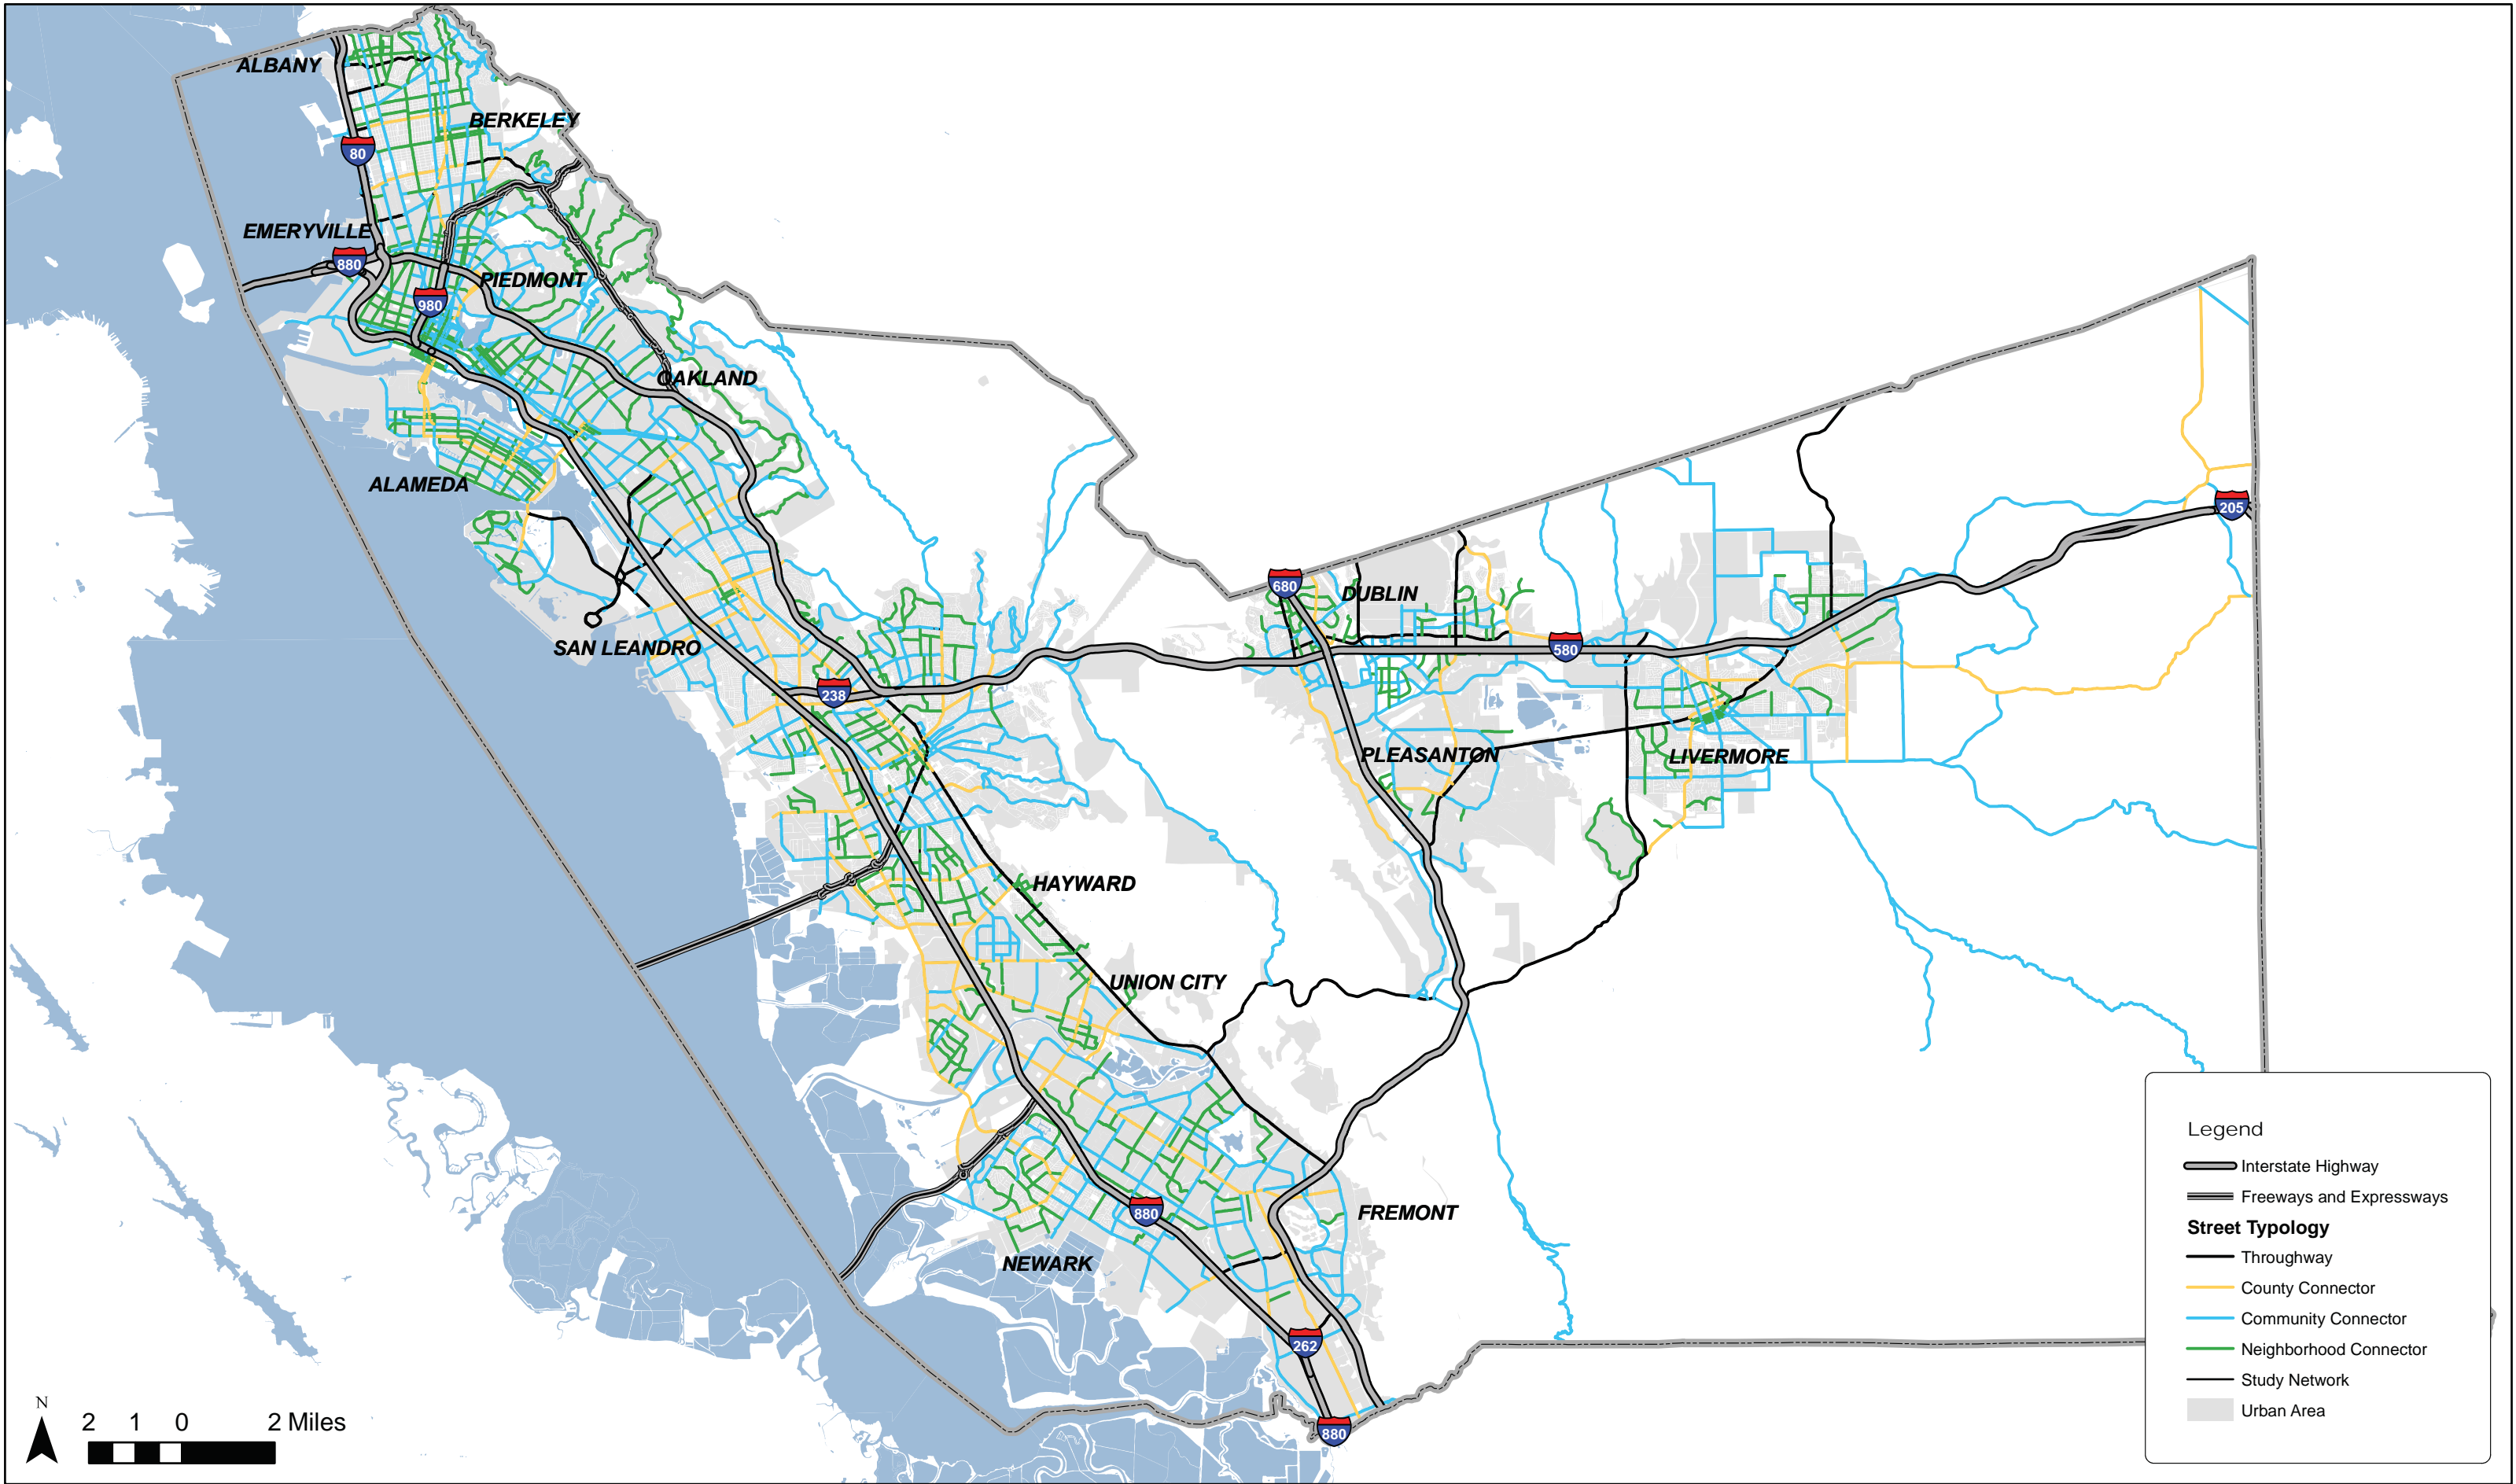 ALBANY
BERKELEY
80
EMERYVILLE
880
PIEDMONT
980
OAKLAND
ALAMEDA
205
680
DUBLIN
SAN LEANDRO
580
238
PLEASANTON
LIVERMORE
HAYWARD
UNION CITY
FREMONT
880
NEWARK
262
880
Legend
Interstate Highway
Freeways and Expressways
Street Typology
Throughway
County Connector
Community Connector
Neighborhood Connector
Study Network
Urban Area
N
2 1 0 2 Miles